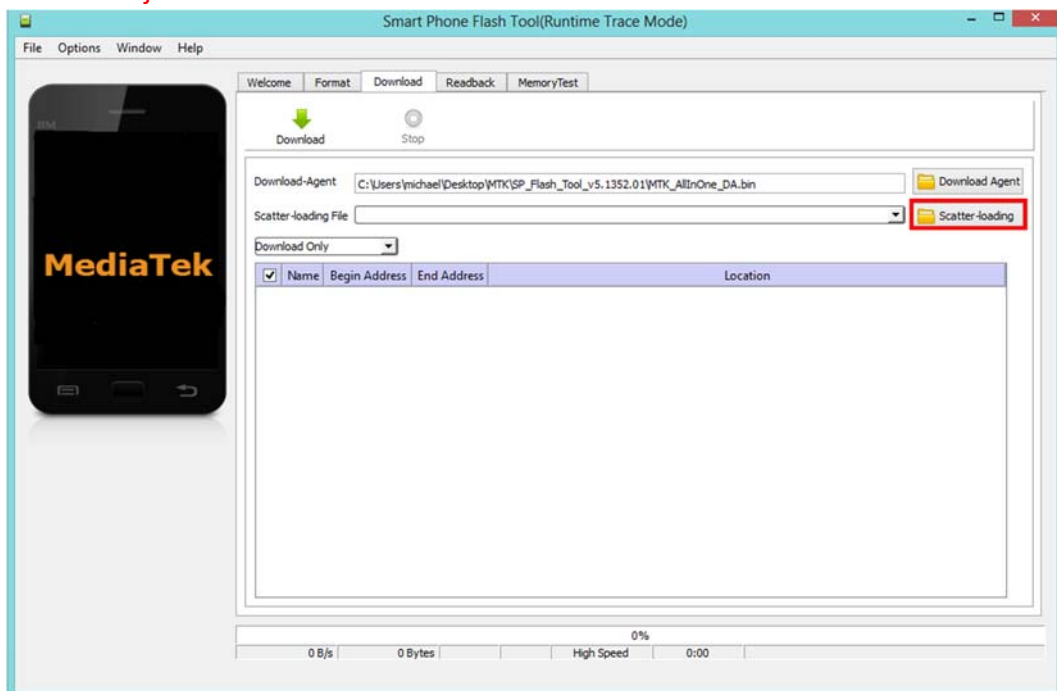 Smart Phone Flash Tool(Runtime Trace Mode)
File Options Window Help
Welcome Format Download Readback MemoryTest
BM
Download Stop
Download-Agent C:\Users\michael\Desktop\MTK\SP_Flash_Tool_v5.1352.01\MTK_AllInOne_DA.bin Download Agent
Scatter-loading File Scatter-loading
Download Only
MediaTek
Name Begin Address End Address Location
0%
0 B/s 0 Bytes High Speed 0:00